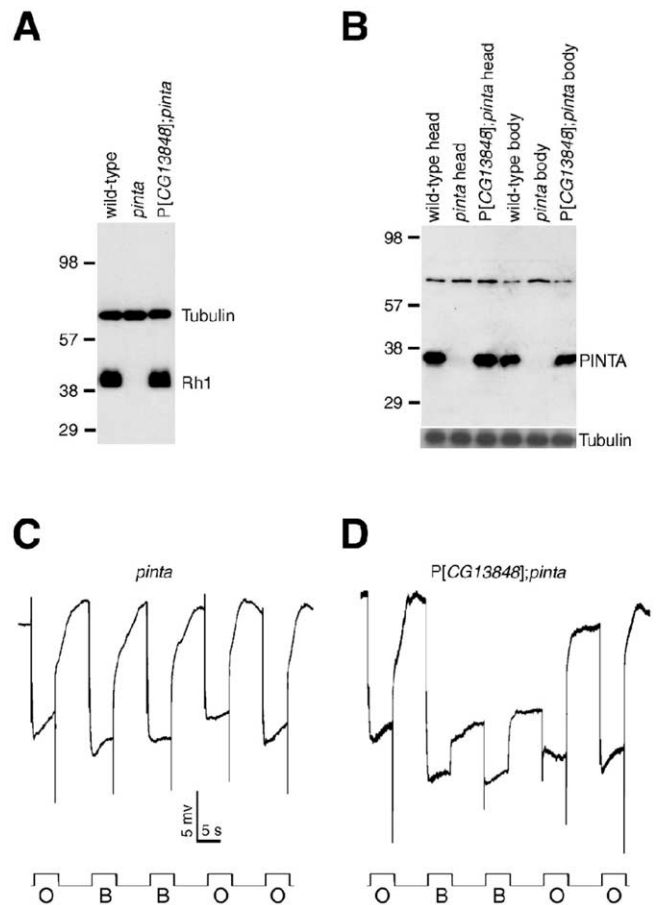 A
wild-type
pinta
P[CG13848];pinta
98
57
38
29
Tubulin
Rh1
B
wild-type head
pinta head
P[CG13848];pinta head
wild-type body
pinta body
P[CG13848];pinta body
98
57
38
29
PINTA
Tubulin
C
pinta
5 mv
5 s
O B B O O
D
P[CG13848];pinta
O B B O O